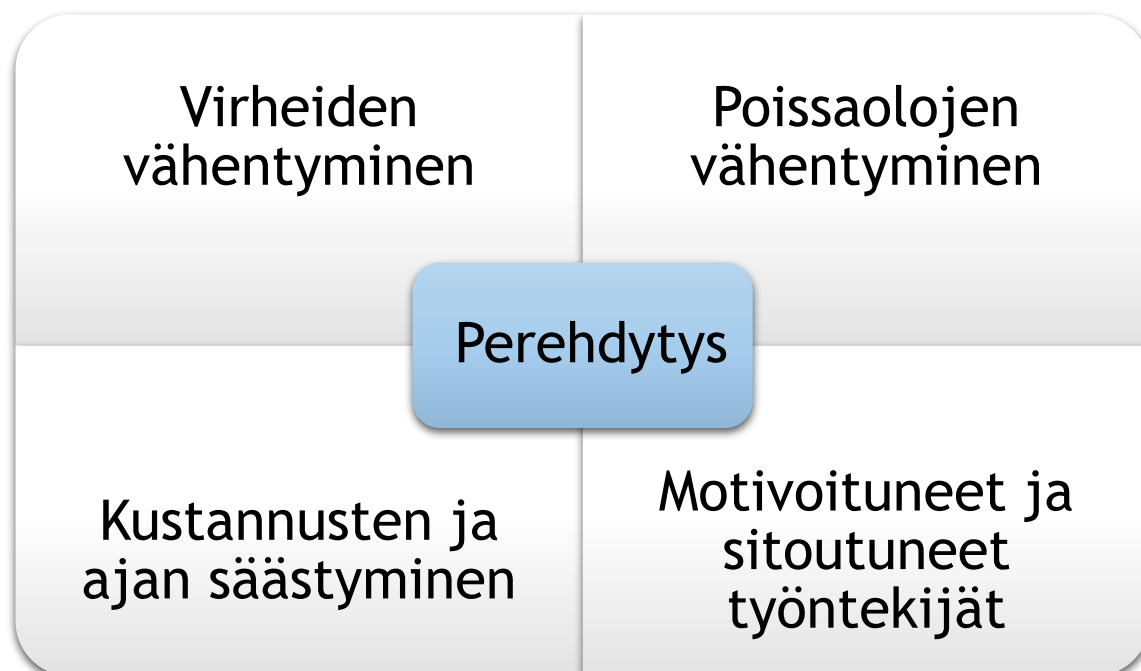 Virheiden
vähentyminen
Poissaolojen
vähentyminen
Perehdytys
Kustannusten ja
ajan säästyminen
Motivoituneet ja
sitoutuneet
työntekijät